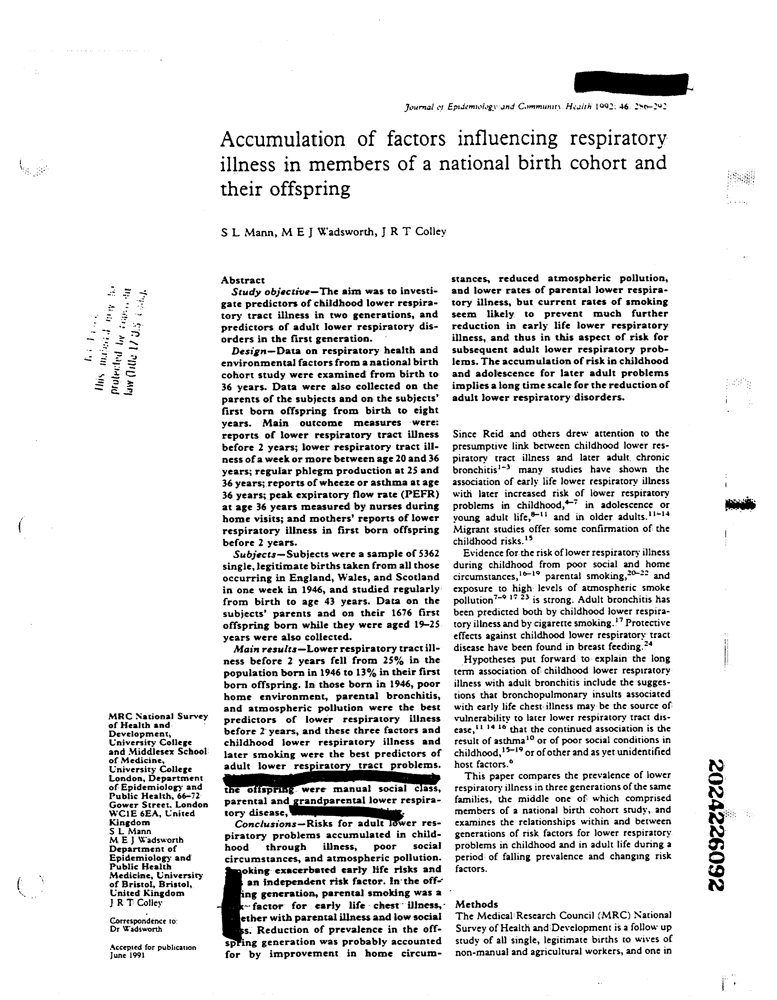 Journal of Epidemiology and Community Health 1992; 46: 286-292
Accumulation of factors influencing respiratory
illness in members of a national birth cohort and
their offspring
S L Mann, M E J Wadsworth, J R T Colley
This material may be
protected by copyright
law (Title 17 U.S. Code).
MRC National Survey
of Health and
Development,
University College
and Middlesex School
of Medicine,
University College
London, Department
of Epidemiology and
Public Health, 66–72
Gower Street, London
WC1E 6EA, United
Kingdom
S L Mann
M E J Wadsworth
Department of
Epidemiology and
Public Health
Medicine, University
of Bristol, Bristol,
United Kingdom
J R T Colley
Correspondence to:
Dr Wadsworth
Accepted for publication
June 1991
Abstract
Study objective—The aim was to investi-
gate predictors of childhood lower respira-
tory tract illness in two generations, and
predictors of adult lower respiratory dis-
orders in the first generation.
Design—Data on respiratory health and
environmental factors from a national birth
cohort study were examined from birth to
36 years. Data were also collected on the
parents of the subjects and on the subjects'
first born offspring from birth to eight
years. Main outcome measures were:
reports of lower respiratory tract illness
before 2 years; lower respiratory tract ill-
ness of a week or more between age 20 and 36
years; regular phlegm production at 25 and
36 years; reports of wheeze or asthma at age
36 years; peak expiratory flow rate (PEFR)
at age 36 years measured by nurses during
home visits; and mothers' reports of lower
respiratory illness in first born offspring
before 2 years.
Subjects—Subjects were a sample of 5362
single, legitimate births taken from all those
occurring in England, Wales, and Scotland
in one week in 1946, and studied regularly
from birth to age 43 years. Data on the
subjects' parents and on their 1676 first
offspring born while they were aged 19–25
years were also collected.
Main results—Lower respiratory tract ill-
ness before 2 years fell from 25% in the
population born in 1946 to 13% in their first
born offspring. In those born in 1946, poor
home environment, parental bronchitis,
and atmospheric pollution were the best
predictors of lower respiratory illness
before 2 years, and these three factors and
childhood lower respiratory illness and
later smoking were the best predictors of
adult lower respiratory tract problems.
the offspring were manual social class,
parental and grandparental lower respira-
tory disease,
Conclusions—Risks for adult lower res-
piratory problems accumulated in child-
hood through illness, poor social
circumstances, and atmospheric pollution.
oking exacerbated early life risks and
an independent risk factor. In the off-
ing generation, parental smoking was a
factor for early life chest illness,
ether with parental illness and low social
ss. Reduction of prevalence in the off-
spring generation was probably accounted
for by improvement in home circum-
stances, reduced atmospheric pollution,
and lower rates of parental lower respira-
tory illness, but current rates of smoking
seem likely to prevent much further
reduction in early life lower respiratory
illness, and thus in this aspect of risk for
subsequent adult lower respiratory prob-
lems. The accumulation of risk in childhood
and adolescence for later adult problems
implies a long time scale for the reduction of
adult lower respiratory disorders.
Since Reid and others drew attention to the
presumptive link between childhood lower res-
piratory tract illness and later adult chronic
bronchitis1–3 many studies have shown the
association of early life lower respiratory illness
with later increased risk of lower respiratory
problems in childhood,4–7 in adolescence or
young adult life,8–11 and in older adults.11–14
Migrant studies offer some confirmation of the
childhood risks.15
Evidence for the risk of lower respiratory illness
during childhood from poor social and home
circumstances,16–19 parental smoking,20–22 and
exposure to high levels of atmospheric smoke
pollution7–9 17 23 is strong. Adult bronchitis has
been predicted both by childhood lower respira-
tory illness and by cigarette smoking.17 Protective
effects against childhood lower respiratory tract
disease have been found in breast feeding.24
Hypotheses put forward to explain the long
term association of childhood lower respiratory
illness with adult bronchitis include the sugges-
tions that bronchopulmonary insults associated
with early life chest illness may be the source of
vulnerability to later lower respiratory tract dis-
ease,11 14 16 that the continued association is the
result of asthma10 or of poor social conditions in
childhood,15–19 or of other and as yet unidentified
host factors.6
This paper compares the prevalence of lower
respiratory illness in three generations of the same
families, the middle one of which comprised
members of a national birth cohort study, and
examines the relationships within and between
generations of risk factors for lower respiratory
problems in childhood and in adult life during a
period of falling prevalence and changing risk
factors.
Methods
The Medical Research Council (MRC) National
Survey of Health and Development is a follow up
study of all single, legitimate births to wives of
non-manual and agricultural workers, and one in
2024226092